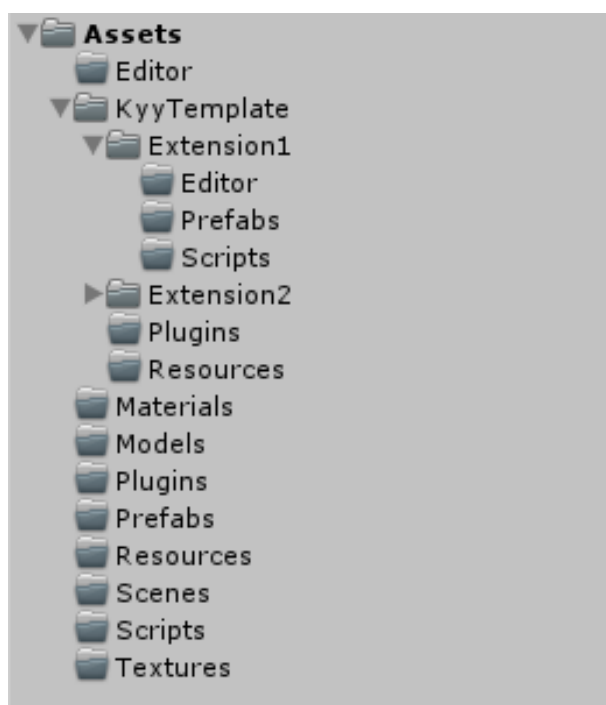 Assets
Editor
KyyTemplate
Extension1
Editor
Prefabs
Scripts
Extension2
Plugins
Resources
Materials
Models
Plugins
Prefabs
Resources
Scenes
Scripts
Textures